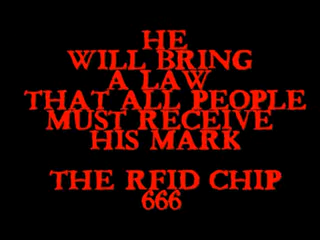 HE
WILL BRING
A LAW
THAT ALL PEOPLE
MUST RECEIVE
HIS MARK
THE RFID CHIP
666